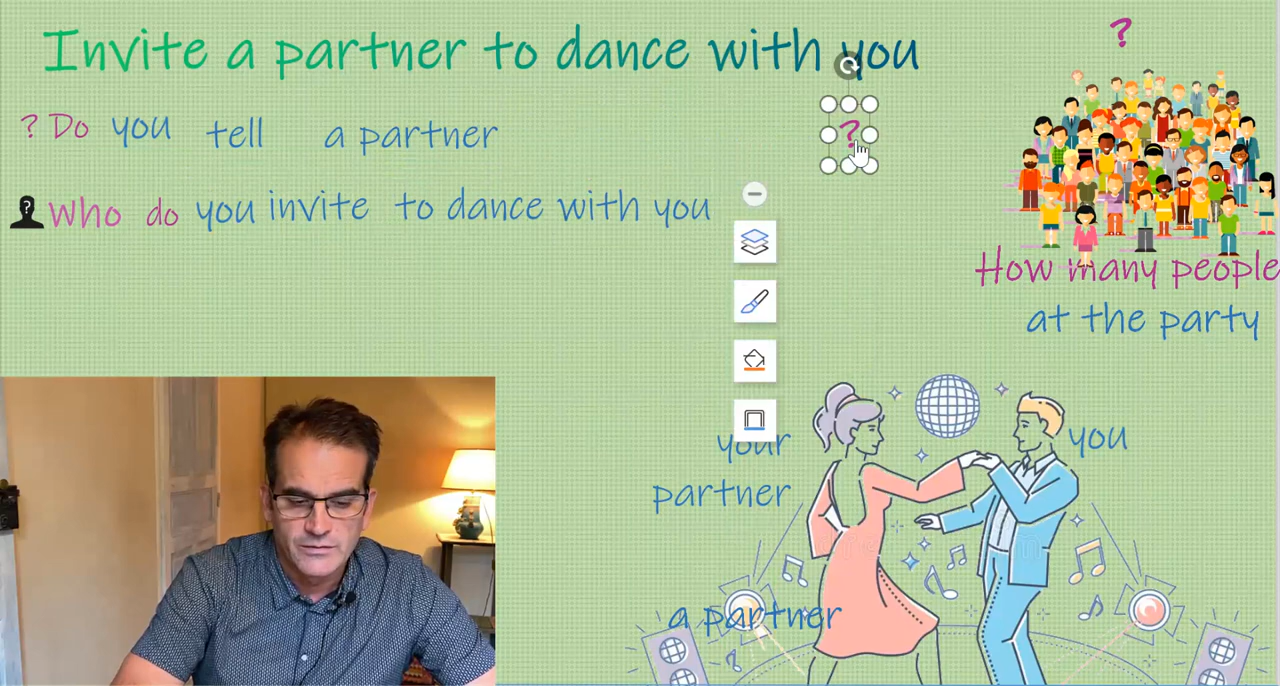 Invite a partner to dance with you
?
? Do you tell a partner
?
? Who do you invite to dance with you
How many people
at the party
your
partner
you
a partner